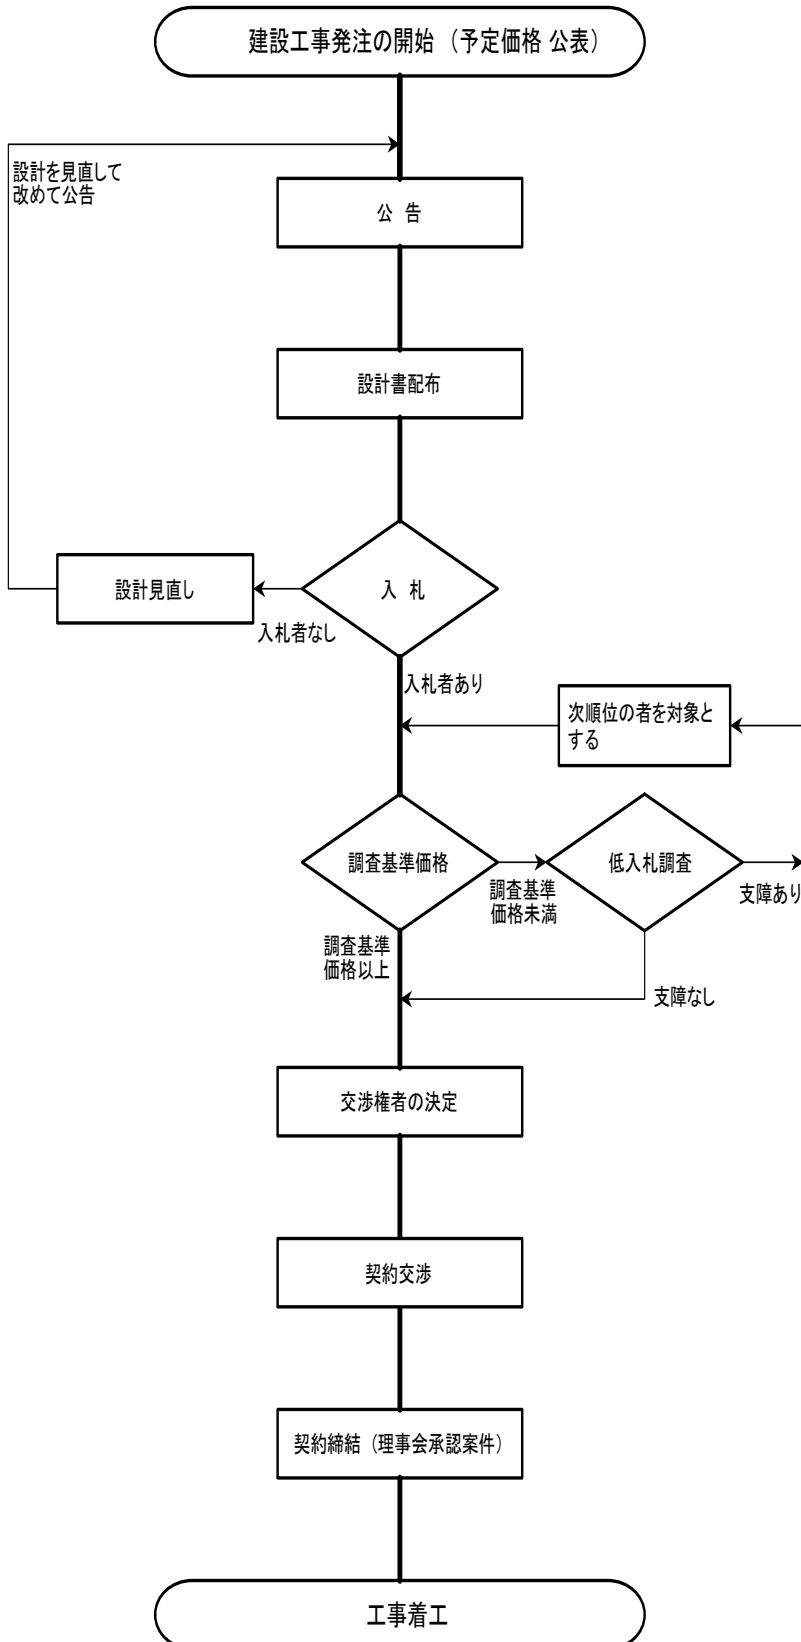 建設工事発注の開始（予定価格 公表）
設計を見直して
改めて公告
公 告
設計書配布
入 札
設計見直し
入札者なし
入札者あり
次順位の者を対象と
する
調査基準価格
低入札調査
調査基準
価格未満
支障あり
調査基準
価格以上
支障なし
交渉権者の決定
契約交渉
契約締結（理事会承認案件）
工事着工